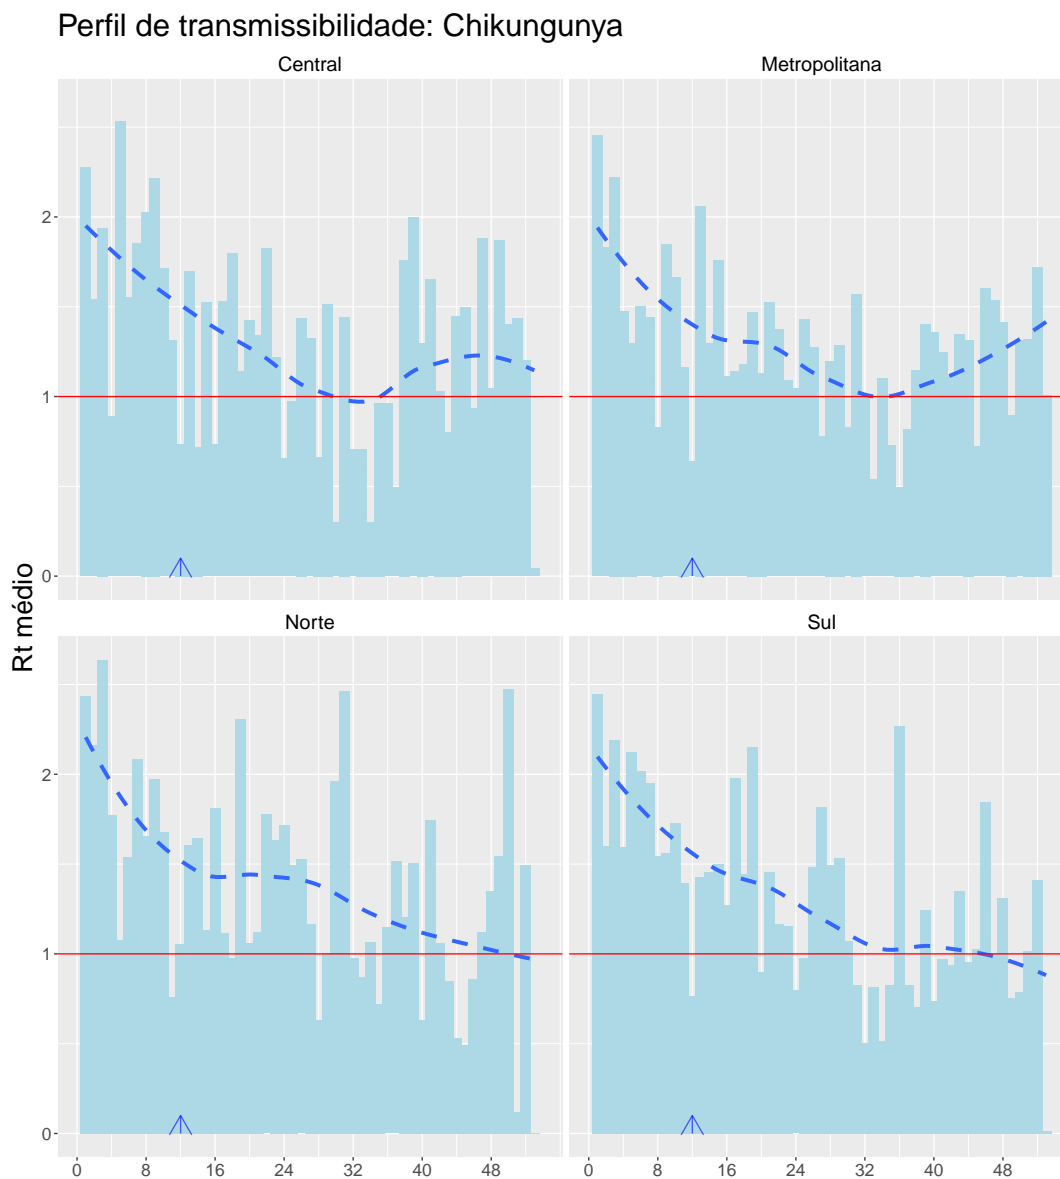 Perfil de transmissibilidade: Chikungunya
Central
Metropolitana
2
1
0
Norte
Sul
2
1
0
0 8 16 24 32 40 48
0 8 16 24 32 40 48
Rt médio